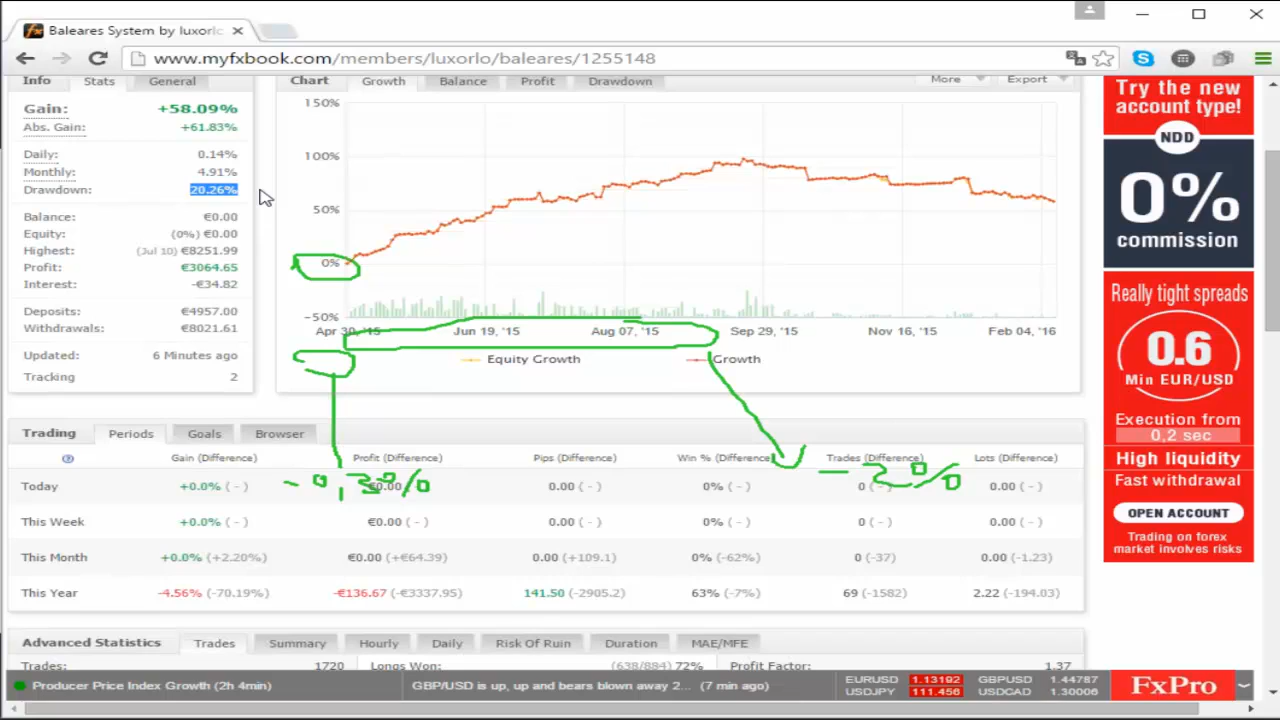 Baleares System by luxorlo
www.myfxbook.com/members/luxorlo/baleares/1255148
Info Stats General
Gain: +58.09%
Abs. Gain: +61.83%
Daily: 0.14%
Monthly: 4.91%
Drawdown: 20.26%
Balance: €0.00
Equity: (0%) €0.00
Highest: (Jul 10) €8251.99
Profit: €3064.65
Interest: -€34.82
Deposits: €4957.00
Withdrawals: €8021.61
Updated: 6 Minutes ago
Tracking 2
Chart Growth Balance Profit Drawdown More Export
150%
100%
50%
0%
-50%
Apr 30, '15 Jun 19, '15 Aug 07, '15 Sep 29, '15 Nov 16, '15 Feb 04, '16
Equity Growth Growth
Try the new
account type!
NDD
0%
commission
Really tight spreads
0.6
Min EUR/USD
Execution from
0,2 sec
High liquidity
Fast withdrawal
OPEN ACCOUNT
Trading on forex
market involves risks
Trading Periods Goals Browser
Gain (Difference) Profit (Difference) Pips (Difference) Win % (Difference) Trades (Difference) Lots (Difference)
- 0,3%
- 2%
Today +0.0% ( - ) €0.00 0.00 ( - ) 0% ( - ) 0 ( - ) 0.00 ( - )
This Week +0.0% ( - ) €0.00 ( - ) 0.00 ( - ) 0% ( - ) 0 ( - ) 0.00 ( - )
This Month +0.0% (+2.20%) €0.00 (+€64.39) 0.00 (+109.1) 0% (-62%) 0 (-37) 0.00 (-1.23)
This Year -4.56% (-70.19%) -€136.67 (-€3337.95) 141.50 (-2905.2) 63% (-7%) 69 (-1582) 2.22 (-194.03)
Advanced Statistics Trades Summary Hourly Daily Risk Of Ruin Duration MAE/MFE
Trades: 1720 Longs Won: (638/884) 72% Profit Factor: 1.37
Producer Price Index Growth (2h 4min) GBP/USD is up, up and bears blown away 2... (7 min ago)
EURUSD 1.13192 GBPUSD 1.44787
USDJPY 111.456 USDCAD 1.30006
FxPro